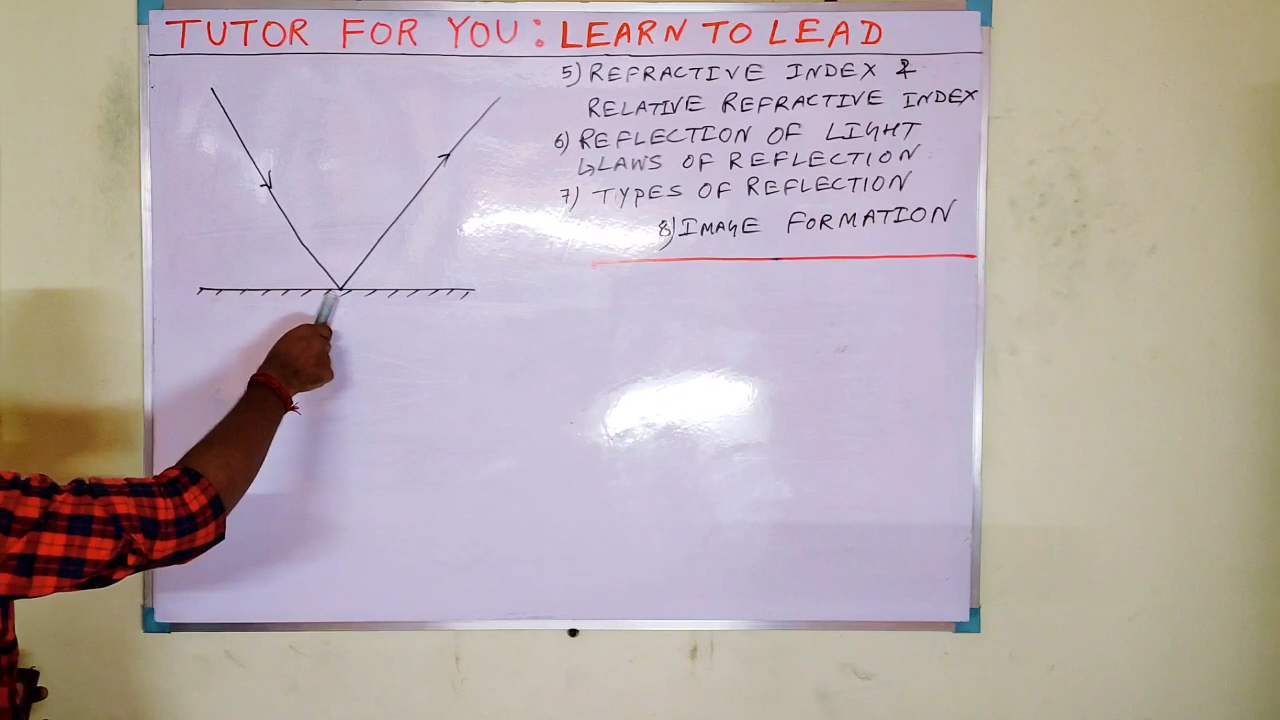 TUTOR FOR YOU: LEARN TO LEAD
5) REFRACTIVE INDEX &
RELATIVE REFRACTIVE INDEX
6) REFLECTION OF LIGHT
↳LAWS OF REFLECTION
7) TYPES OF REFLECTION
8) IMAGE FORMATION